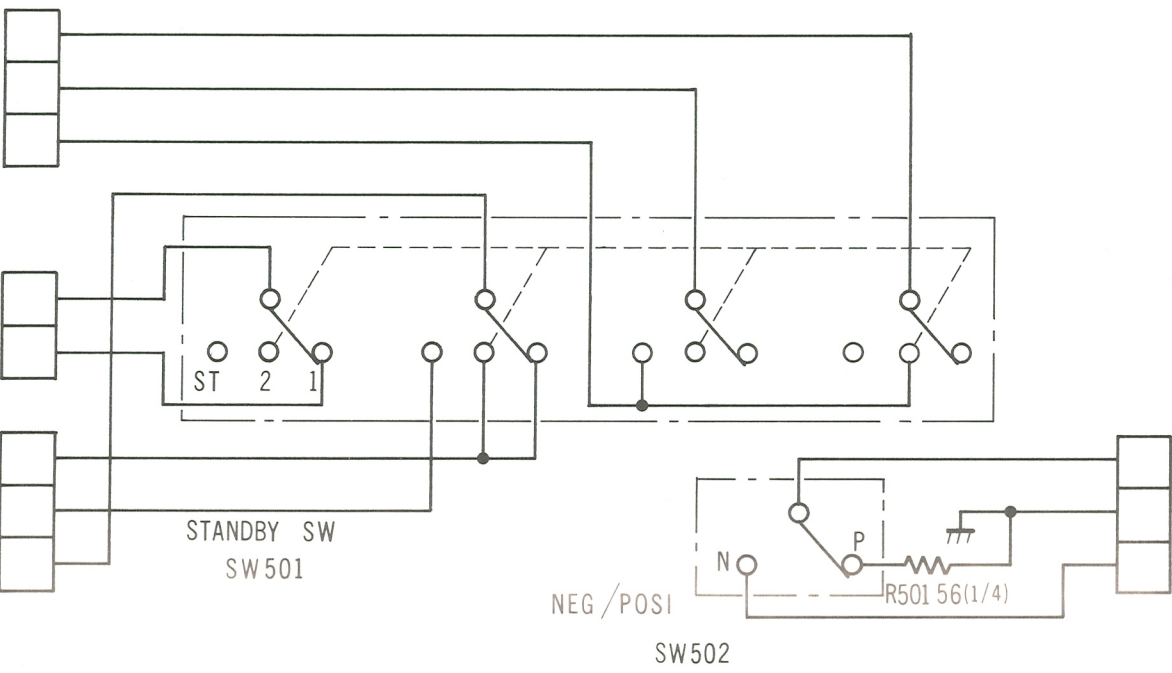 ST 2 1
STANDBY SW
SW501
P
N
R501 56(1/4)
NEG/POSI
SW502